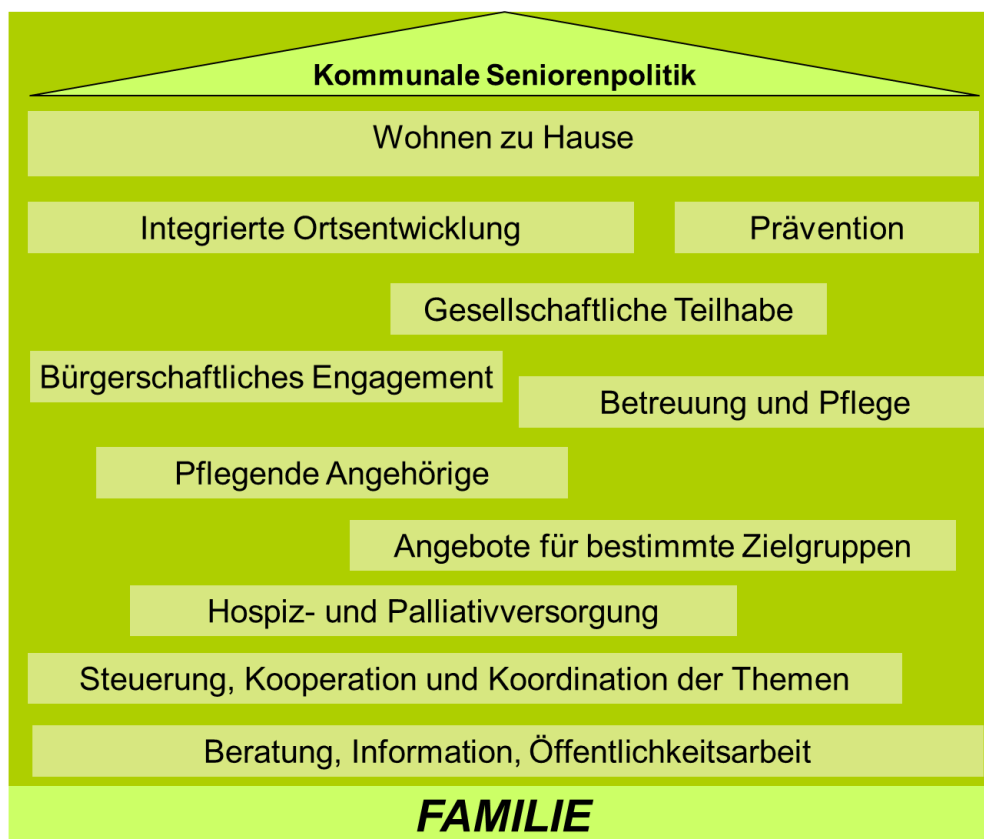 Kommunale Seniorenpolitik
Wohnen zu Hause
Integrierte Ortsentwicklung
Prävention
Gesellschaftliche Teilhabe
Bürgerschaftliches Engagement
Betreuung und Pflege
Pflegende Angehörige
Angebote für bestimmte Zielgruppen
Hospiz- und Palliativversorgung
Steuerung, Kooperation und Koordination der Themen
Beratung, Information, Öffentlichkeitsarbeit
FAMILIE